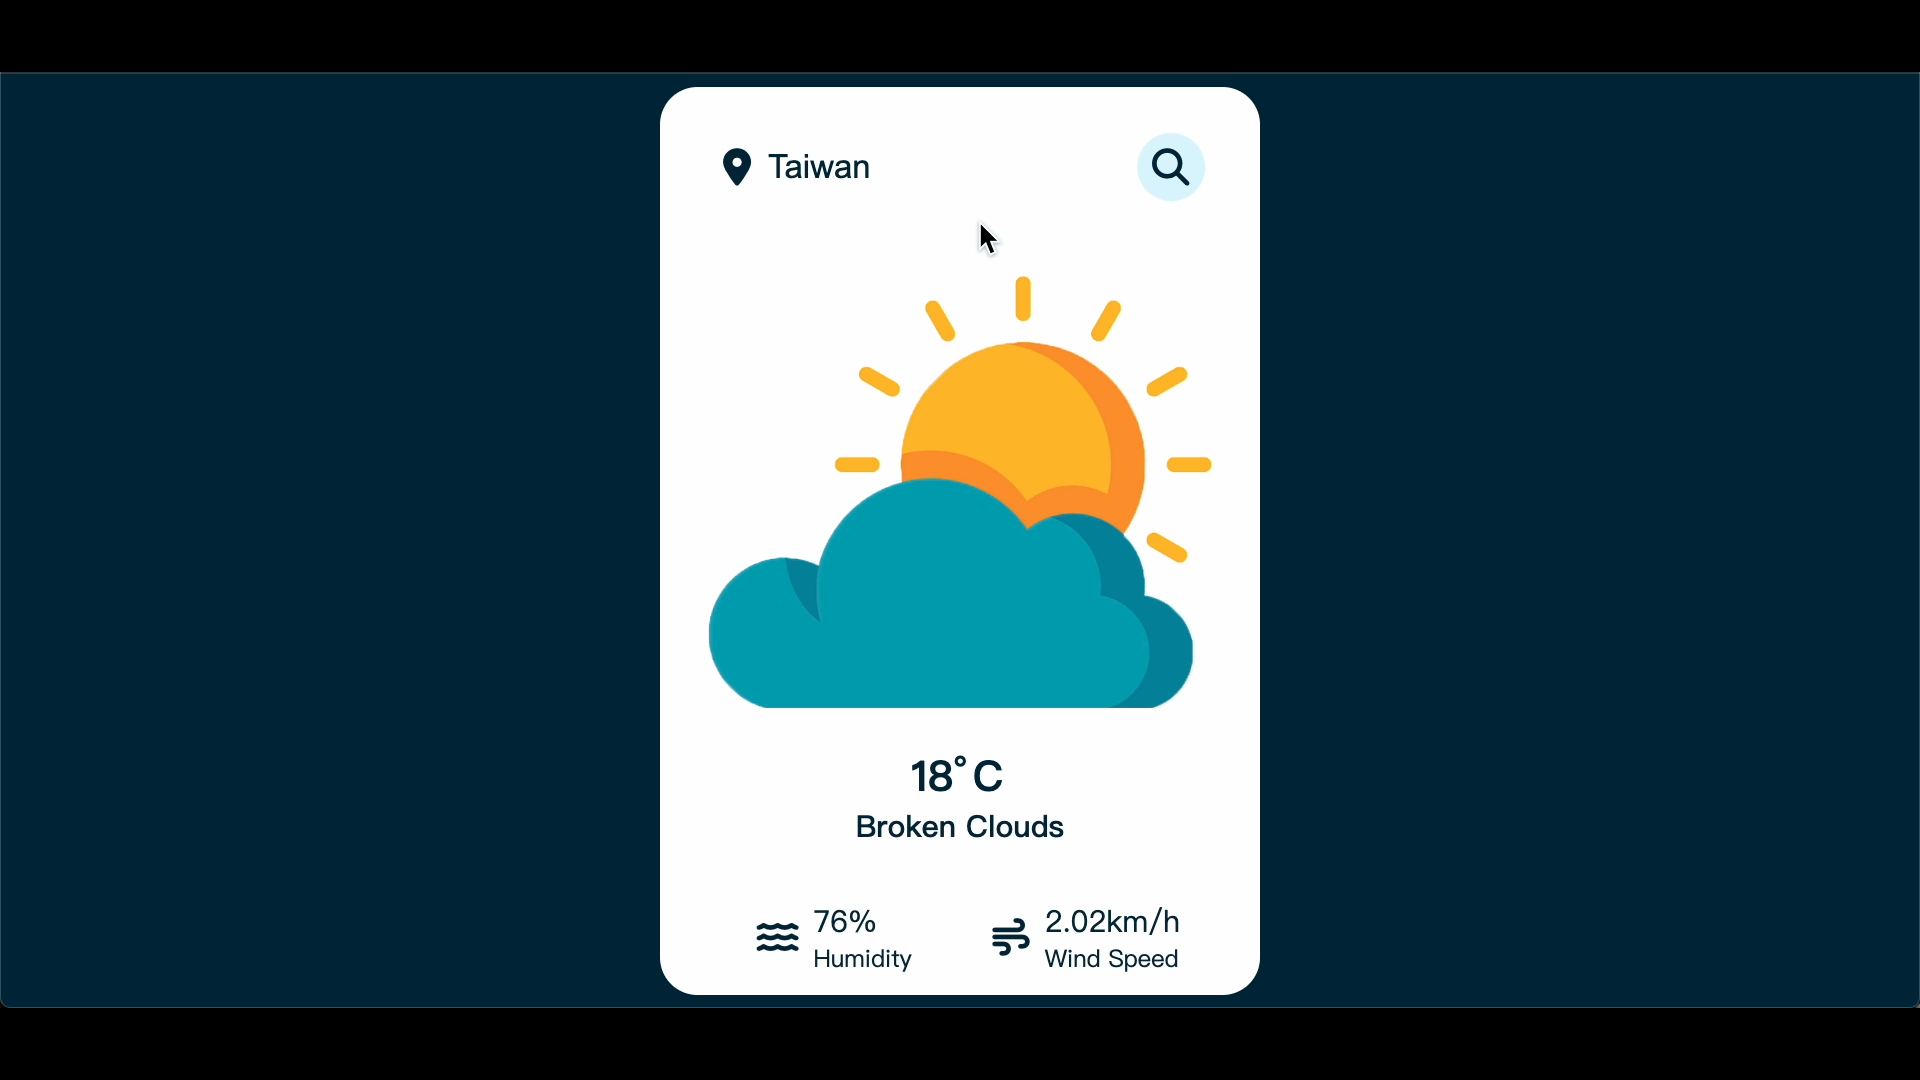 Taiwan
18°C
Broken Clouds
76%
Humidity
2.02km/h
Wind Speed